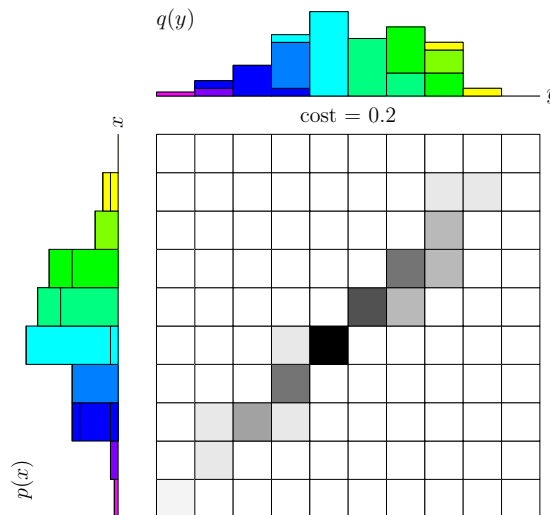 q(y)
y
cost = 0.2
x
p(x)